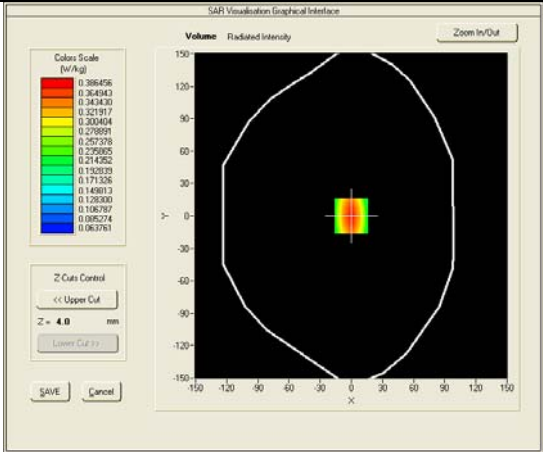 SAR Visualisation Graphical Interface
Volume Radiated Intensity
Zoom In/Out
Colors Scale
(W/kg)
0.386456
0.364943
0.343430
0.321917
0.300404
0.278891
0.257378
0.235865
0.214352
0.192839
0.171326
0.149813
0.128300
0.106787
0.085274
0.063761
Z-Cuts Control
<< Upper Cut
Z = 4.0 mm
Lower Cut >>
SAVE Cancel
150
120
90
60
30
0
-30
-60
-90
-120
-150
Y
-150 -120 -90 -60 -30 0 30 60 90 120 150
X